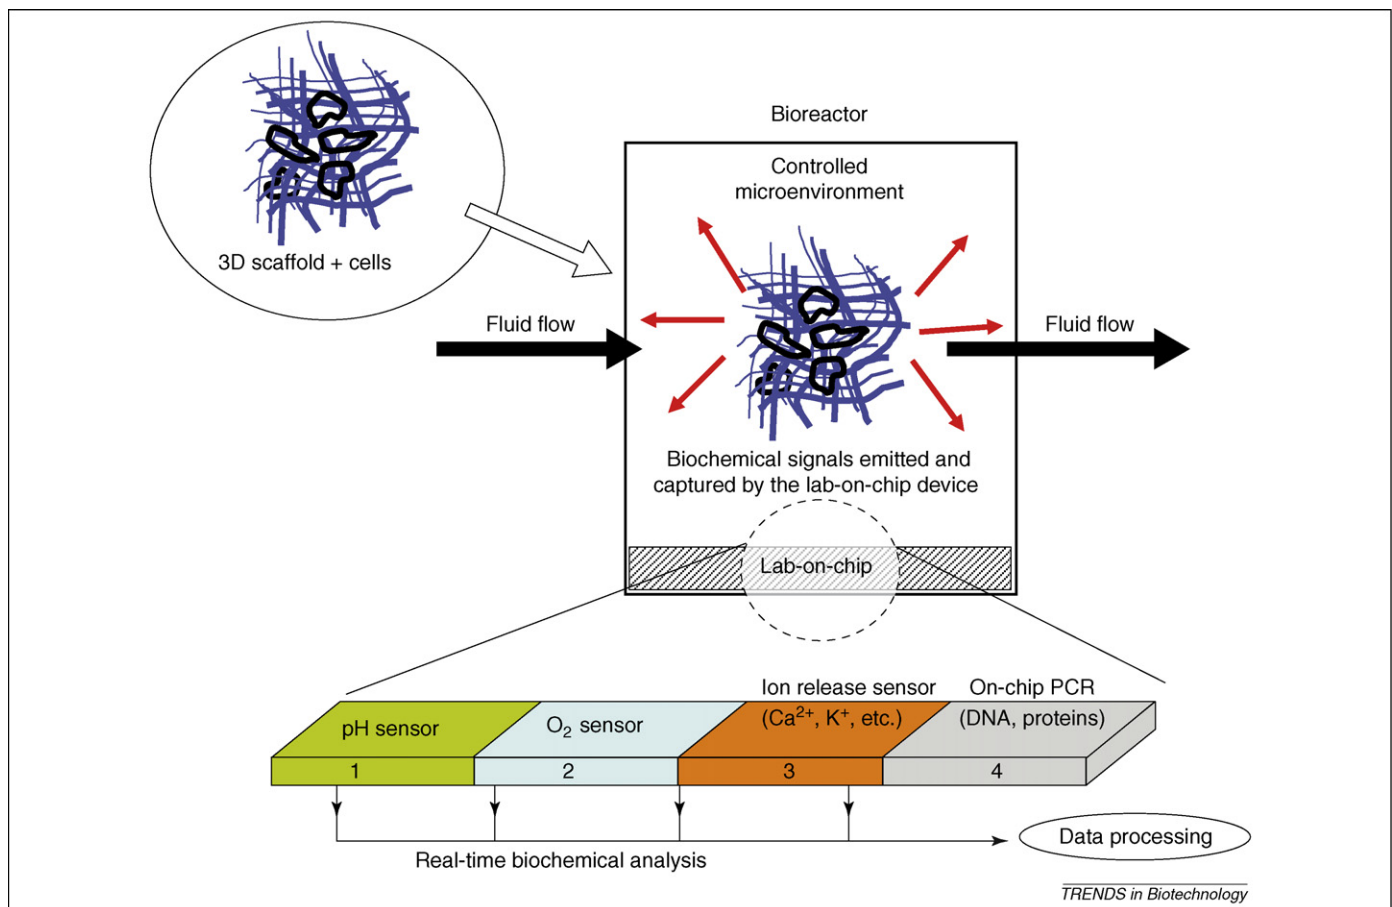 3D scaffold + cells
Bioreactor
Controlled
microenvironment
Fluid flow
Fluid flow
Biochemical signals emitted and
captured by the lab-on-chip device
Lab-on-chip
pH sensor
O₂ sensor
Ion release sensor
(Ca²⁺, K⁺, etc.)
On-chip PCR
(DNA, proteins)
1
2
3
4
Real-time biochemical analysis
Data processing
TRENDS in Biotechnology